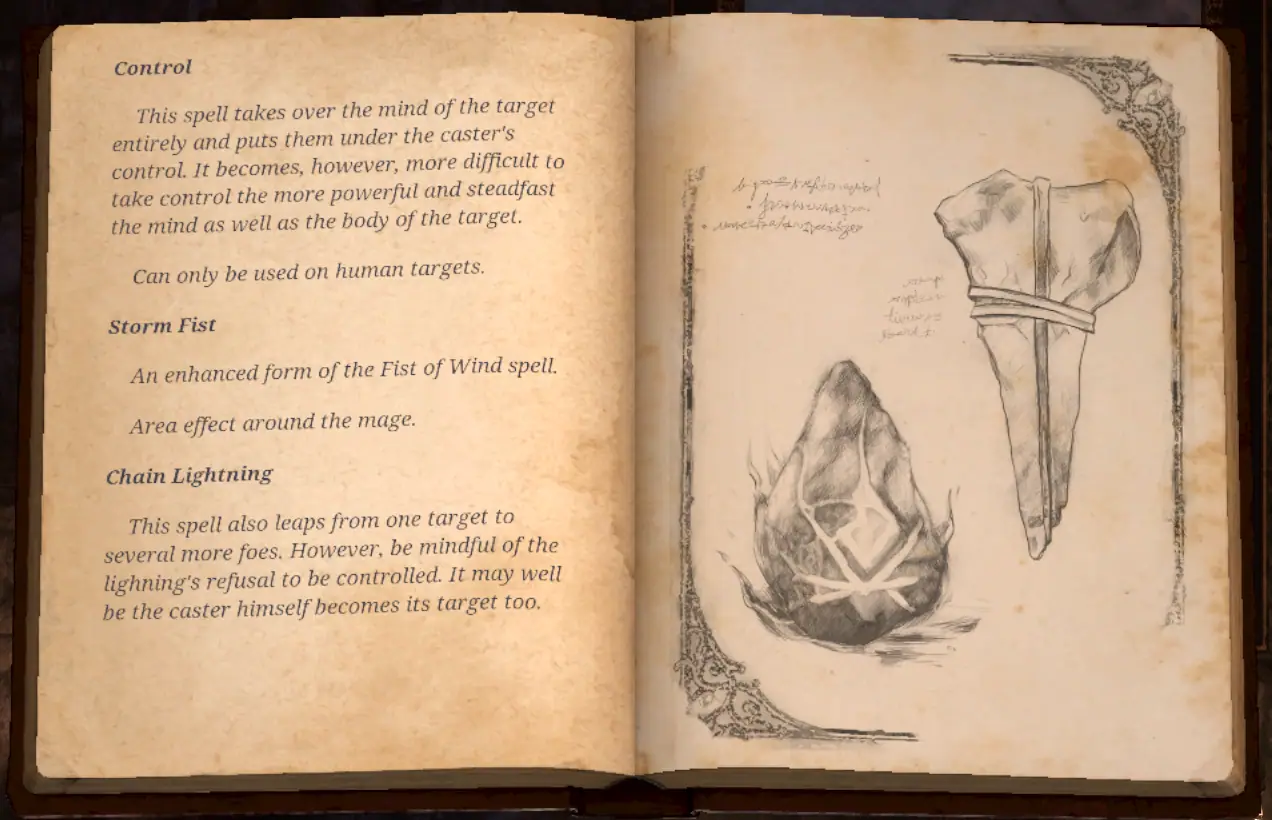 Control
This spell takes over the mind of the target
entirely and puts them under the caster's
control. It becomes, however, more difficult to
take control the more powerful and steadfast
the mind as well as the body of the target.
Can only be used on human targets.
Storm Fist
An enhanced form of the Fist of Wind spell.
Area effect around the mage.
Chain Lightning
This spell also leaps from one target to
several more foes. However, be mindful of the
lighning's refusal to be controlled. It may well
be the caster himself becomes its target too.